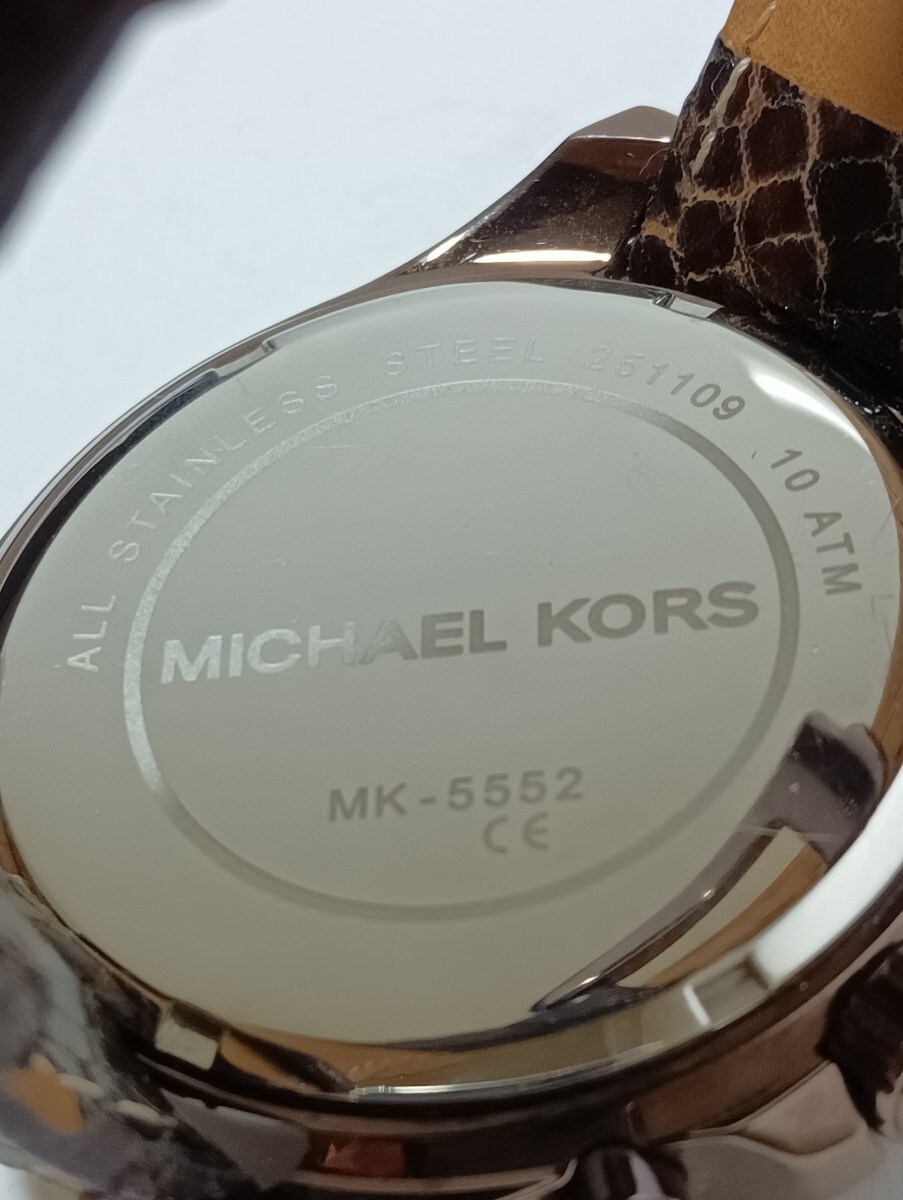 ALL STAINLESS STEEL 251109 10 ATM
MICHAEL KORS
MK-5552
CE